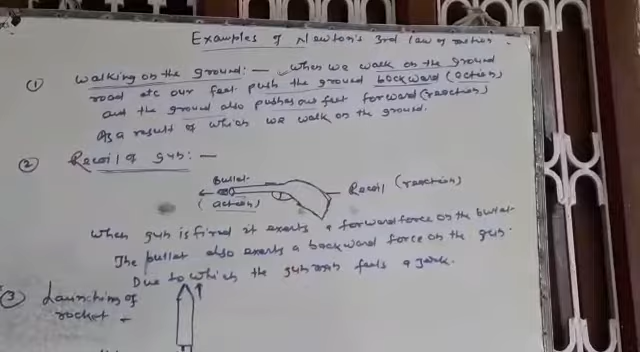 Examples of Newton's 3rd law of motion.
① Walking on the ground: — When we walk on the ground
road etc our feet push the ground backward (action)
and the ground also pushes our feet forward (reaction)
As a result of which we walk on the ground.
② Recoil of gun: —
Bullet
(action)
Recoil (reaction)
When gun is fired it exerts a forward force on the bullet.
The bullet also exerts a backward force on the gun.
Due to which the gunman feels a jerk.
③ Launching of
rocket -